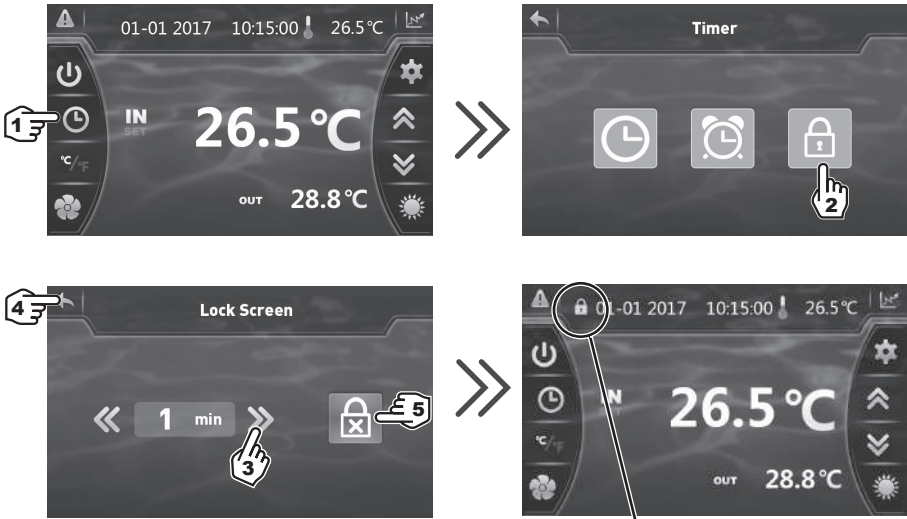 01-01 2017 10:15:00 26.5°C
1
IN
SET
26.5°C
°C/°F
OUT 28.8°C
Timer
2
4
Lock Screen
1 min
5
3
01-01 2017 10:15:00 26.5°C
IN
SET
26.5°C
°C/°F
OUT 28.8°C